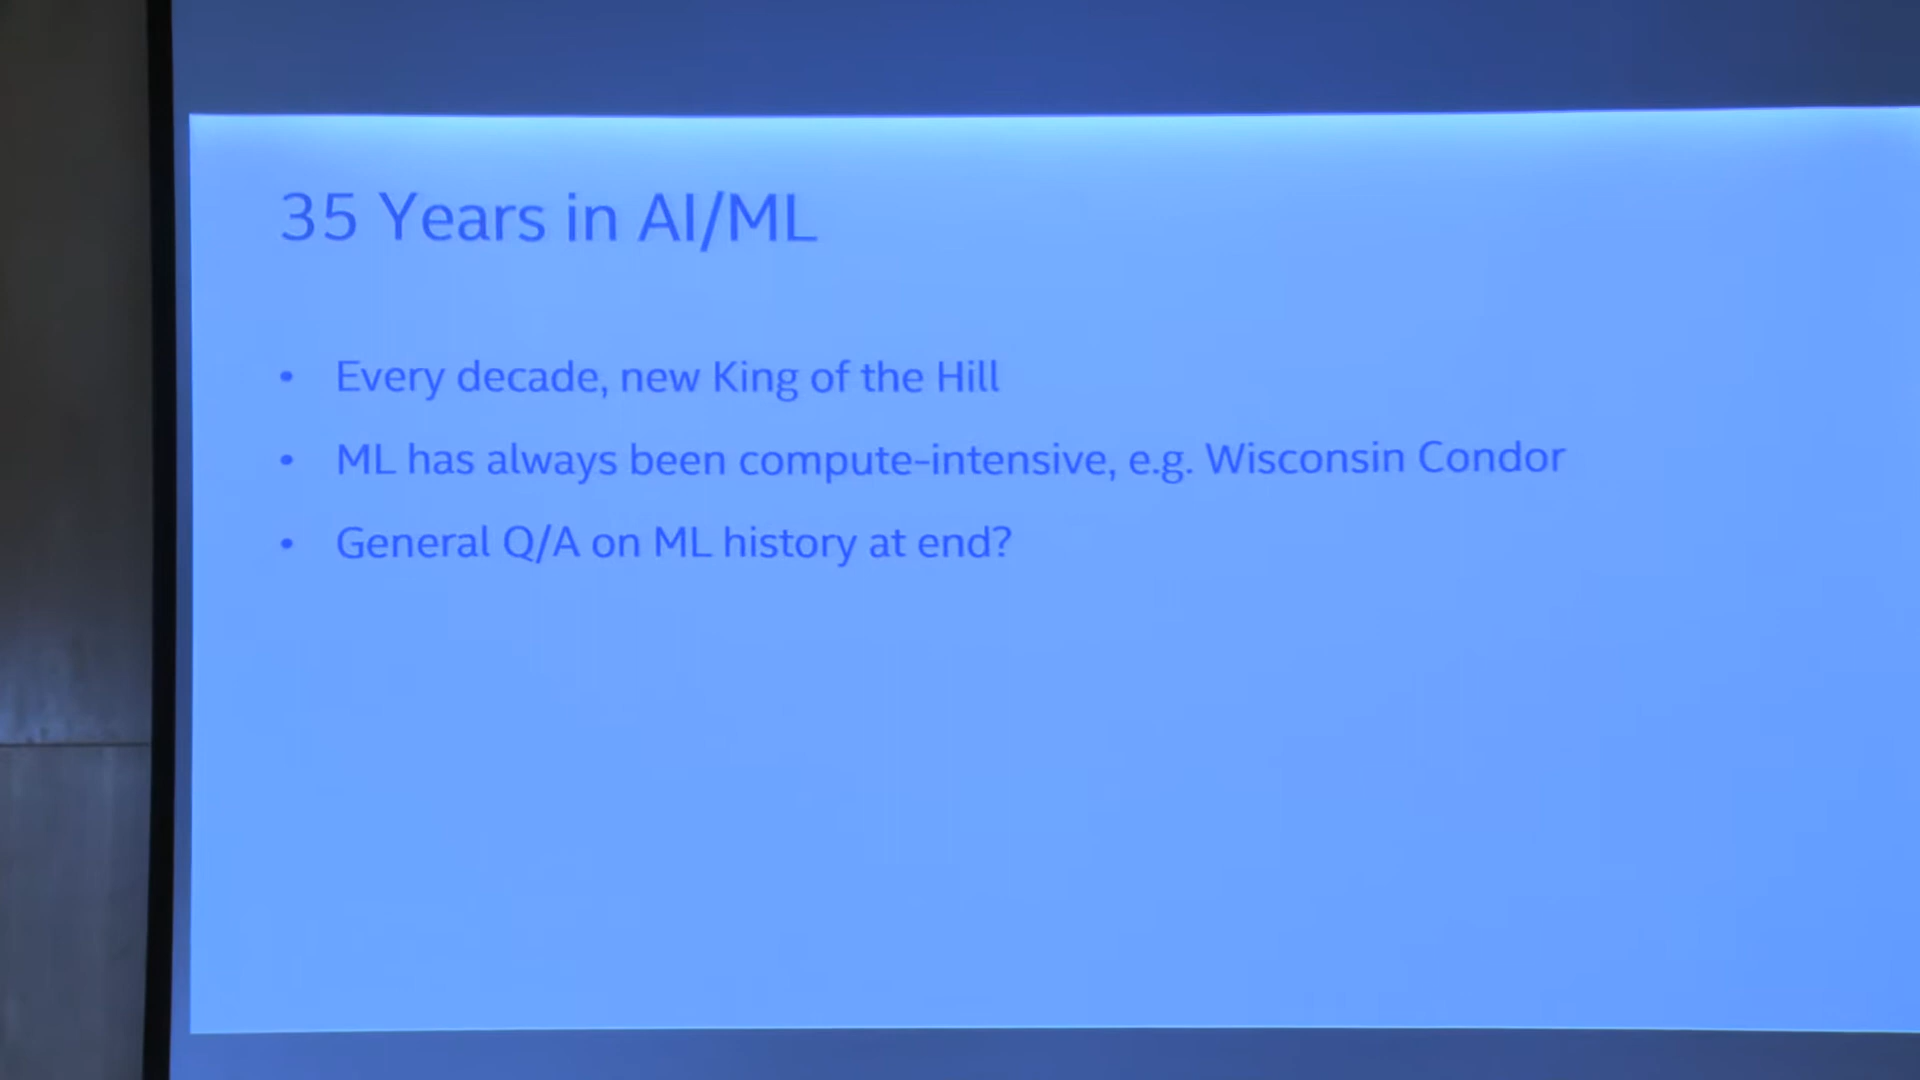 35 Years in AI/ML
• Every decade, new King of the Hill
• ML has always been compute-intensive, e.g. Wisconsin Condor
• General Q/A on ML history at end?